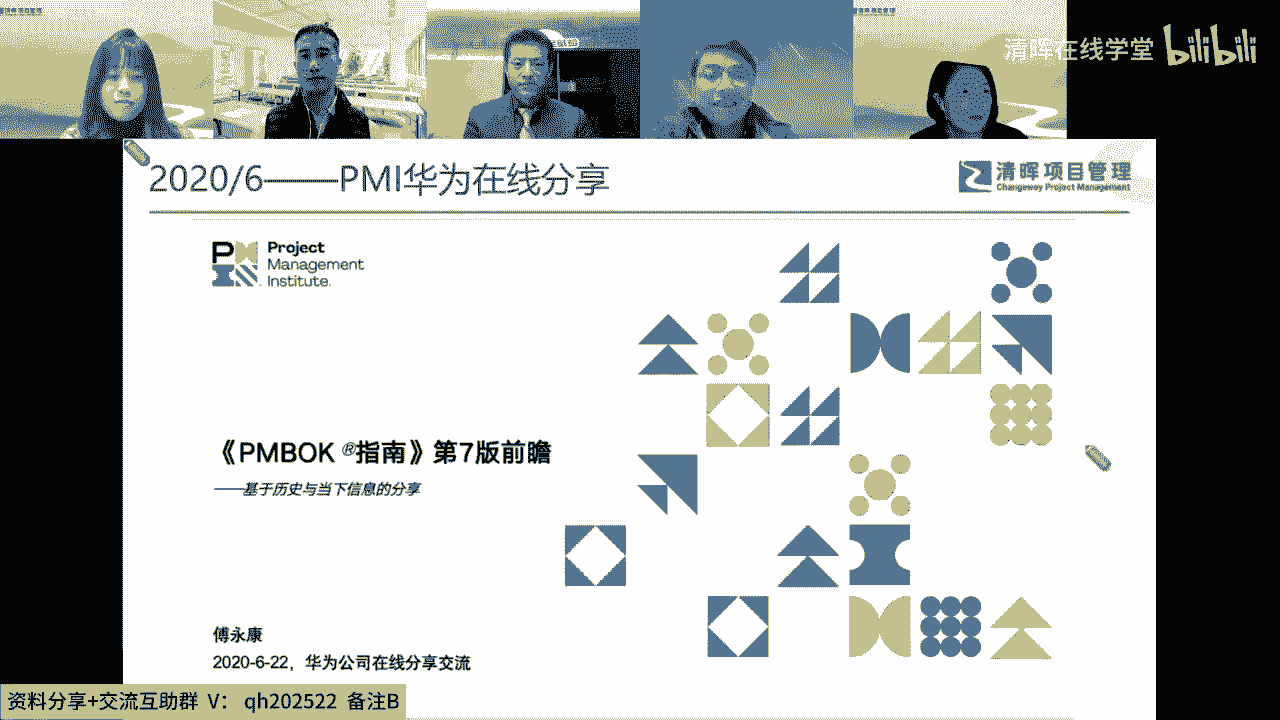 清晖在线学堂 bilibili
2020/6——PMI华为在线分享
清晖项目管理
Changeway Project Management
Project
Management
Institute.
《PMBOK ®指南》第7版前瞻
——基于历史与当下信息的分享
傅永康
2020-6-22，华为公司在线分享交流
资料分享+交流互助群 V： qh202522 备注B